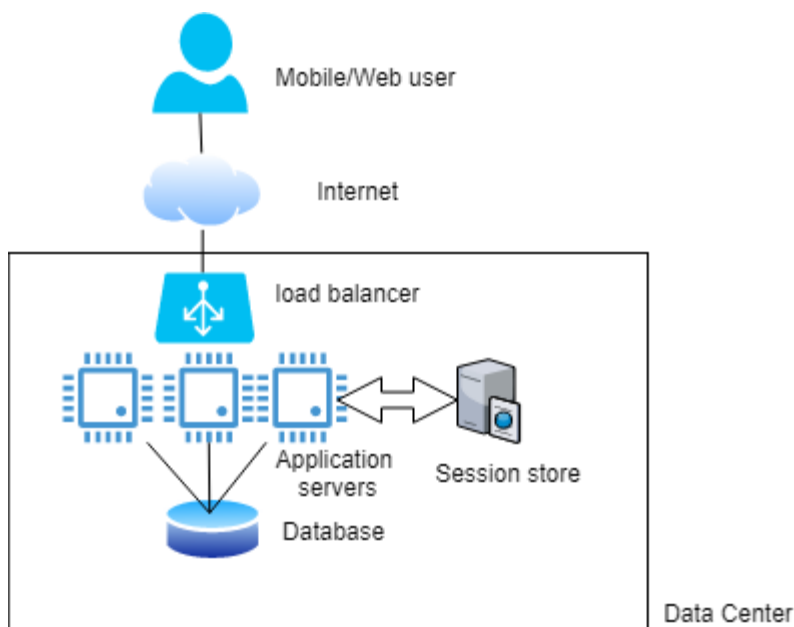 Mobile/Web user
Internet
load balancer
Application
servers
Session store
Database
Data Center